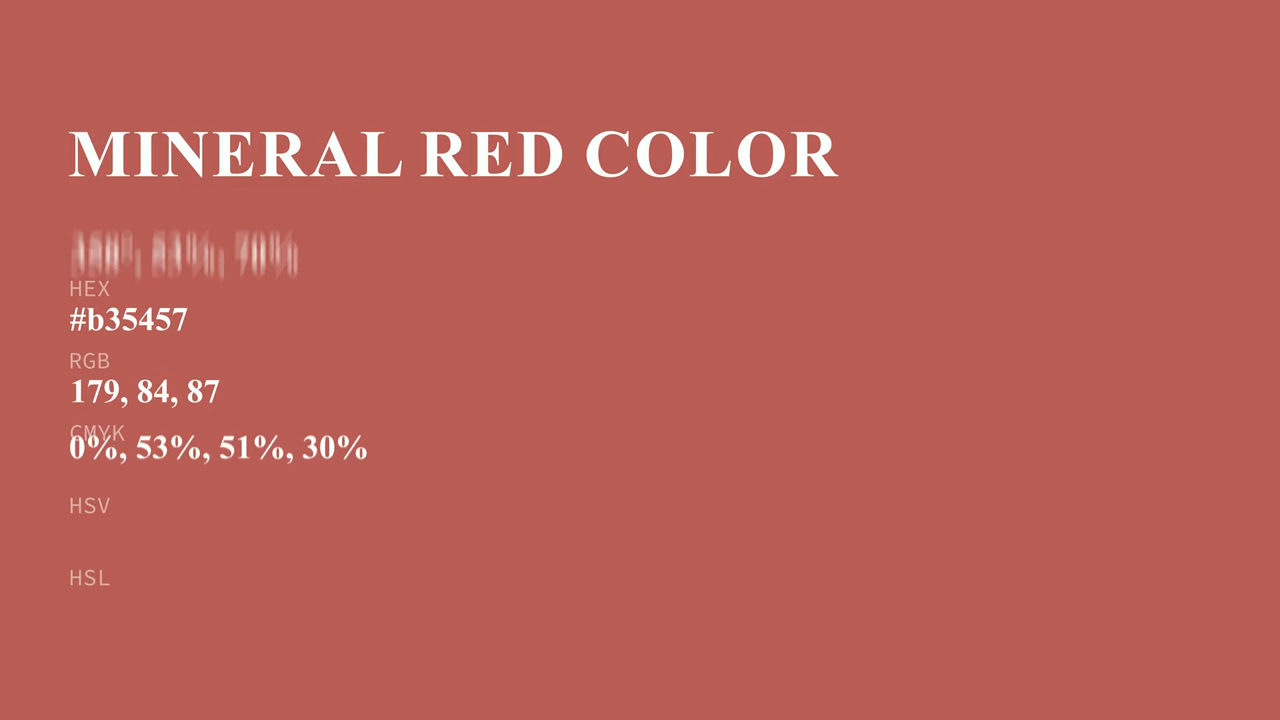 MINERAL RED COLOR
HEX
#b35457
RGB
179, 84, 87
CMYK
0%, 53%, 51%, 30%
HSV
HSL